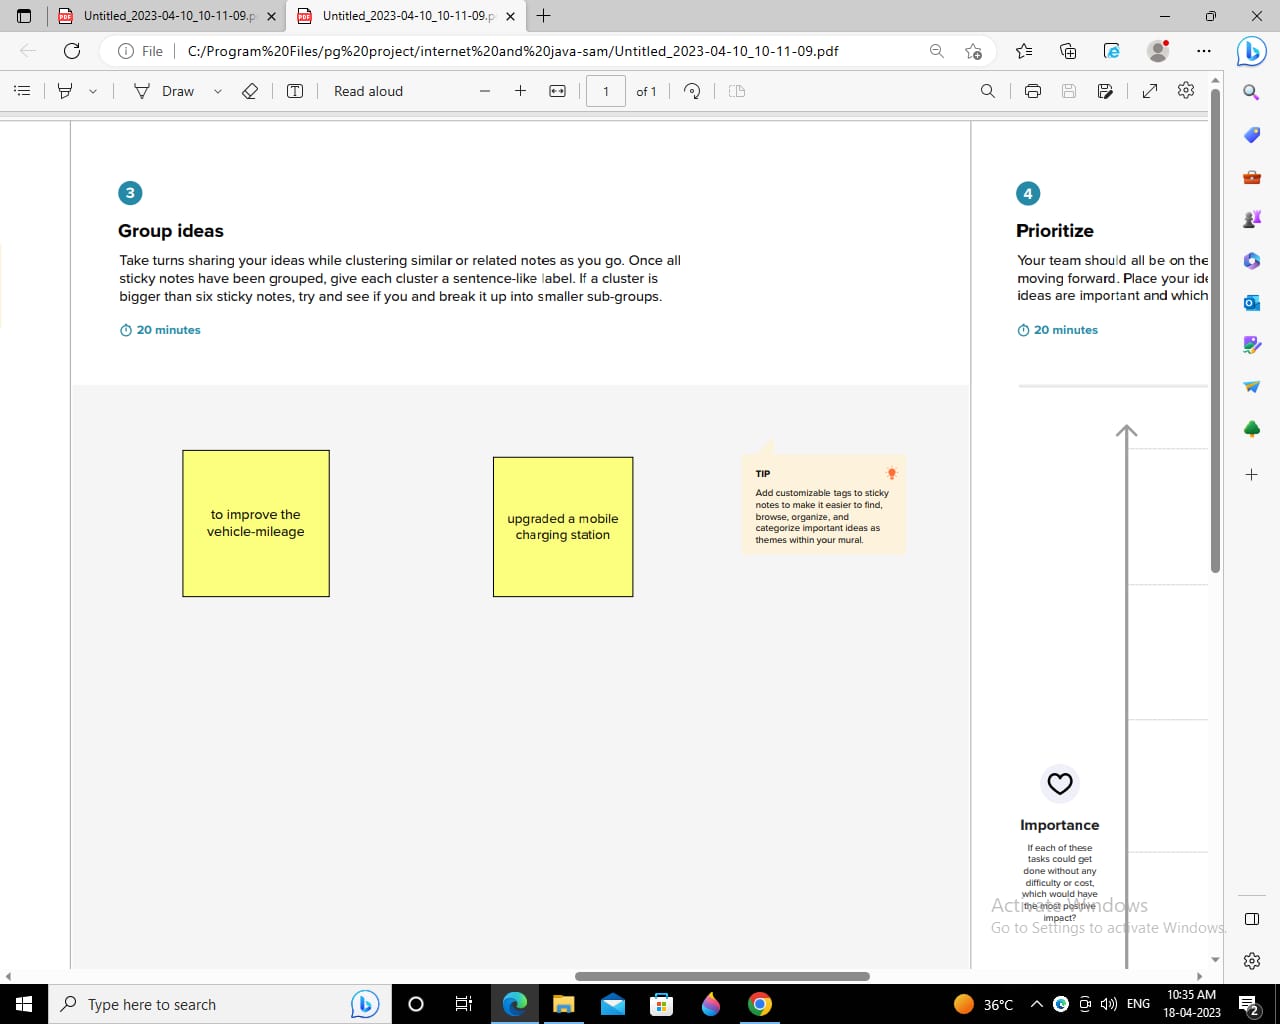 Untitled_2023-04-10_10-11-09.p
Untitled_2023-04-10_10-11-09.p
File
C:/Program%20Files/pg%20project/internet%20and%20java-sam/Untitled_2023-04-10_10-11-09.pdf
Draw
Read aloud
1
of 1
3
Group ideas
Take turns sharing your ideas while clustering similar or related notes as you go. Once all
sticky notes have been grouped, give each cluster a sentence-like label. If a cluster is
bigger than six sticky notes, try and see if you and break it up into smaller sub-groups.
20 minutes
to improve the
vehicle-mileage
upgraded a mobile
charging station
TIP
Add customizable tags to sticky
notes to make it easier to find,
browse, organize, and
categorize important ideas as
themes within your mural.
4
Prioritize
Your team should all be on the
moving forward. Place your ide
ideas are important and which
20 minutes
Importance
If each of these
tasks could get
done without any
difficulty or cost,
which would have
the most positive
impact?
Activate Windows
Go to Settings to activate Windows.
Type here to search
36°C
ENG
10:35 AM
18-04-2023
2